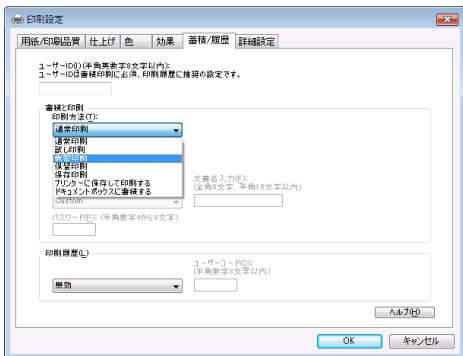 印刷設定
用紙/印刷品質 仕上げ 色 効果 蓄積/履歴 詳細設定
ユーザーID(I)(半角英数字8文字以内):
ユーザーIDは蓄積印刷に必須、印刷履歴に推奨の設定です。
蓄積と印刷
印刷方法(T):
通常印刷
通常印刷
試し印刷
機密印刷
保留印刷
保存印刷
プリンターに保存して印刷する
ドキュメントボックスに蓄積する
Custom
文書名入力(F):
(全角8文字、半角16文字以内)
パスワード(P): (半角数字4から8文字)
印刷履歴(L)
無効
ユーザーコード(O):
(半角数字8文字以内)
ヘルプ(H)
OK キャンセル